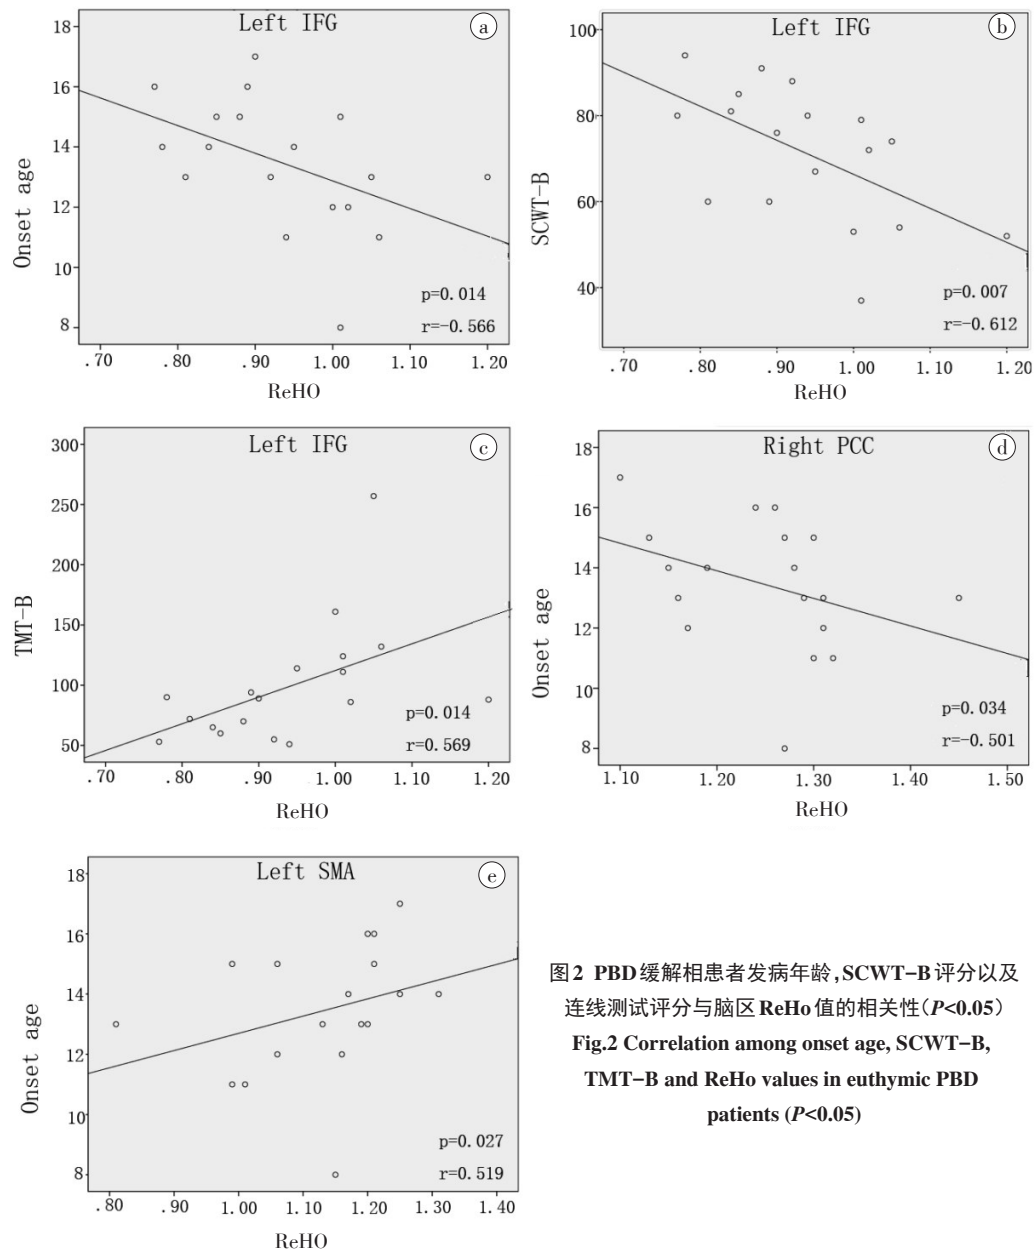 Left IFG
a
18
16
14
12
10
8
Onset age
p=0.014
r=-0.566
.70 .80 .90 1.00 1.10 1.20
ReHO
Left IFG
b
100
80
60
40
SCWT-B
p=0.007
r=-0.612
.70 .80 .90 1.00 1.10 1.20
ReHO
Left IFG
c
300
250
200
150
100
50
TMT-B
p=0.014
r=0.569
.70 .80 .90 1.00 1.10 1.20
ReHO
Right PCC
d
18
16
14
12
10
8
Onset age
p=0.034
r=-0.501
1.10 1.20 1.30 1.40 1.50
ReHO
Left SMA
e
18
16
14
12
10
8
Onset age
p=0.027
r=0.519
.80 .90 1.00 1.10 1.20 1.30 1.40
ReHO
图2 PBD缓解相患者发病年龄,SCWT-B评分以及
连线测试评分与脑区ReHo值的相关性(P<0.05)
Fig.2 Correlation among onset age, SCWT-B,
TMT-B and ReHo values in euthymic PBD
patients (P<0.05)